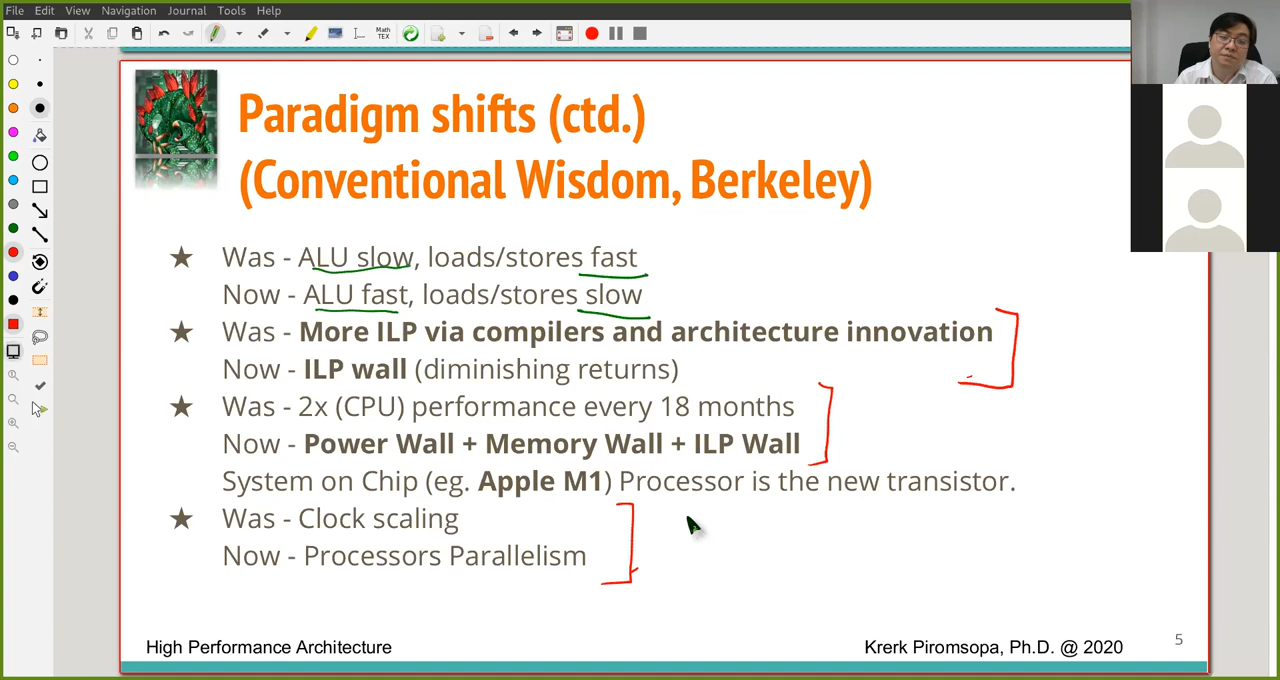 File Edit View Navigation Journal Tools Help
Math
TEX
Paradigm shifts (ctd.)
(Conventional Wisdom, Berkeley)
★ Was - ALU slow, loads/stores fast
Now - ALU fast, loads/stores slow
★ Was - More ILP via compilers and architecture innovation
Now - ILP wall (diminishing returns)
★ Was - 2x (CPU) performance every 18 months
Now - Power Wall + Memory Wall + ILP Wall
System on Chip (eg. Apple M1) Processor is the new transistor.
★ Was - Clock scaling
Now - Processors Parallelism
High Performance Architecture
Krerk Piromsopa, Ph.D. @ 2020
5